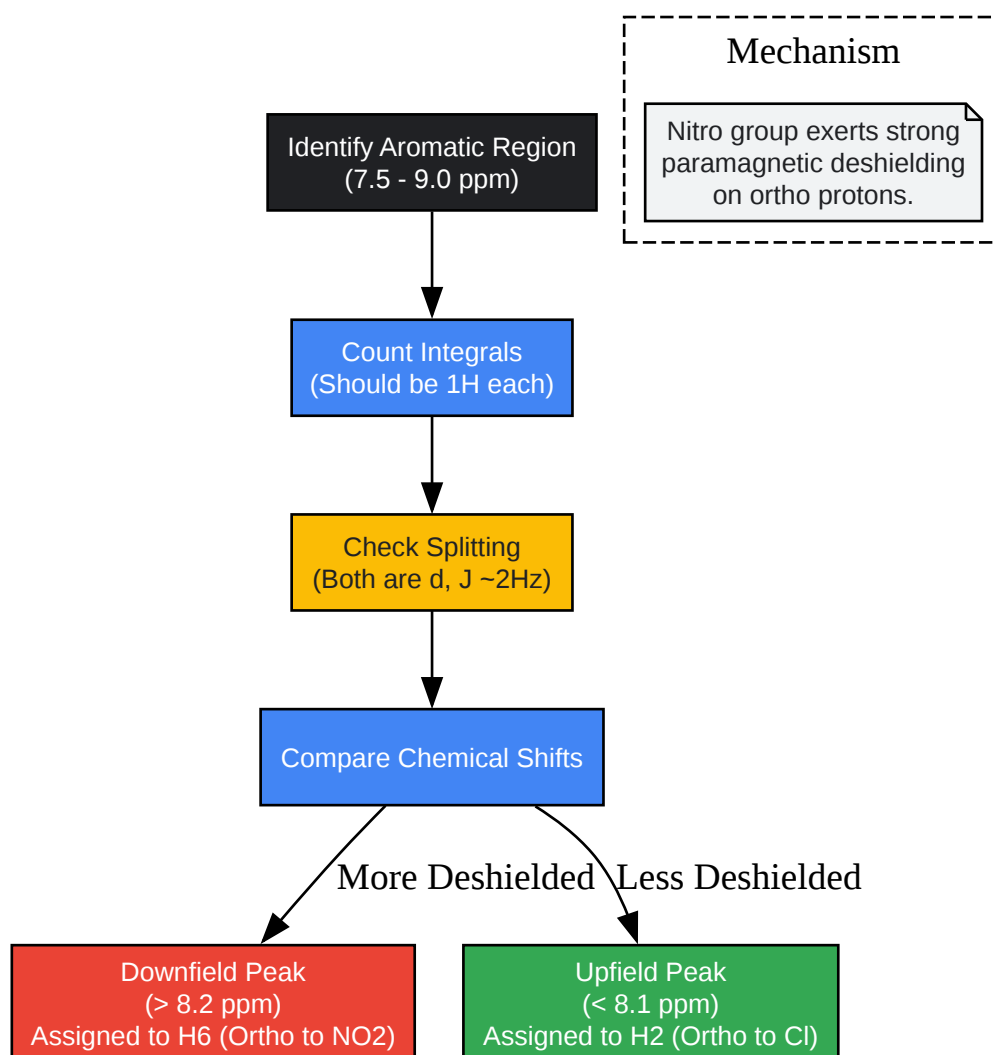 Mechanism
Nitro group exerts strong
paramagnetic deshielding
on ortho protons.
Identify Aromatic Region
(7.5 - 9.0 ppm)
Count Integrals
(Should be 1H each)
Check Splitting
(Both are d, J ~2Hz)
Compare Chemical Shifts
More Deshielded
Less Deshielded
Downfield Peak
(> 8.2 ppm)
Assigned to H6 (Ortho to NO2)
Upfield Peak
(< 8.1 ppm)
Assigned to H2 (Ortho to Cl)